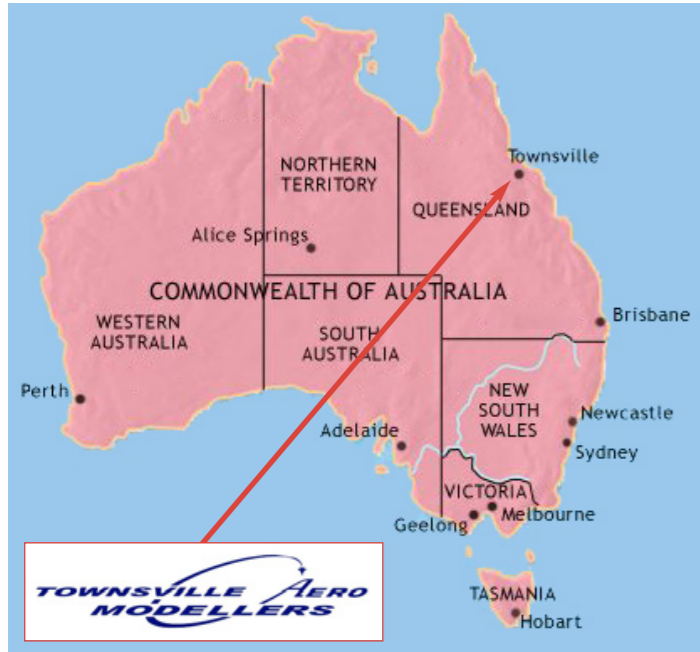 Townsville
NORTHERN
TERRITORY
QUEENSLAND
Alice Springs
COMMONWEALTH OF AUSTRALIA
WESTERN
AUSTRALIA
SOUTH
AUSTRALIA
Brisbane
Perth
NEW
SOUTH
WALES
Newcastle
Adelaide
Sydney
VICTORIA
Geelong
Melbourne
TASMANIA
Hobart
TOWNSVILLE AERO
MODELLERS